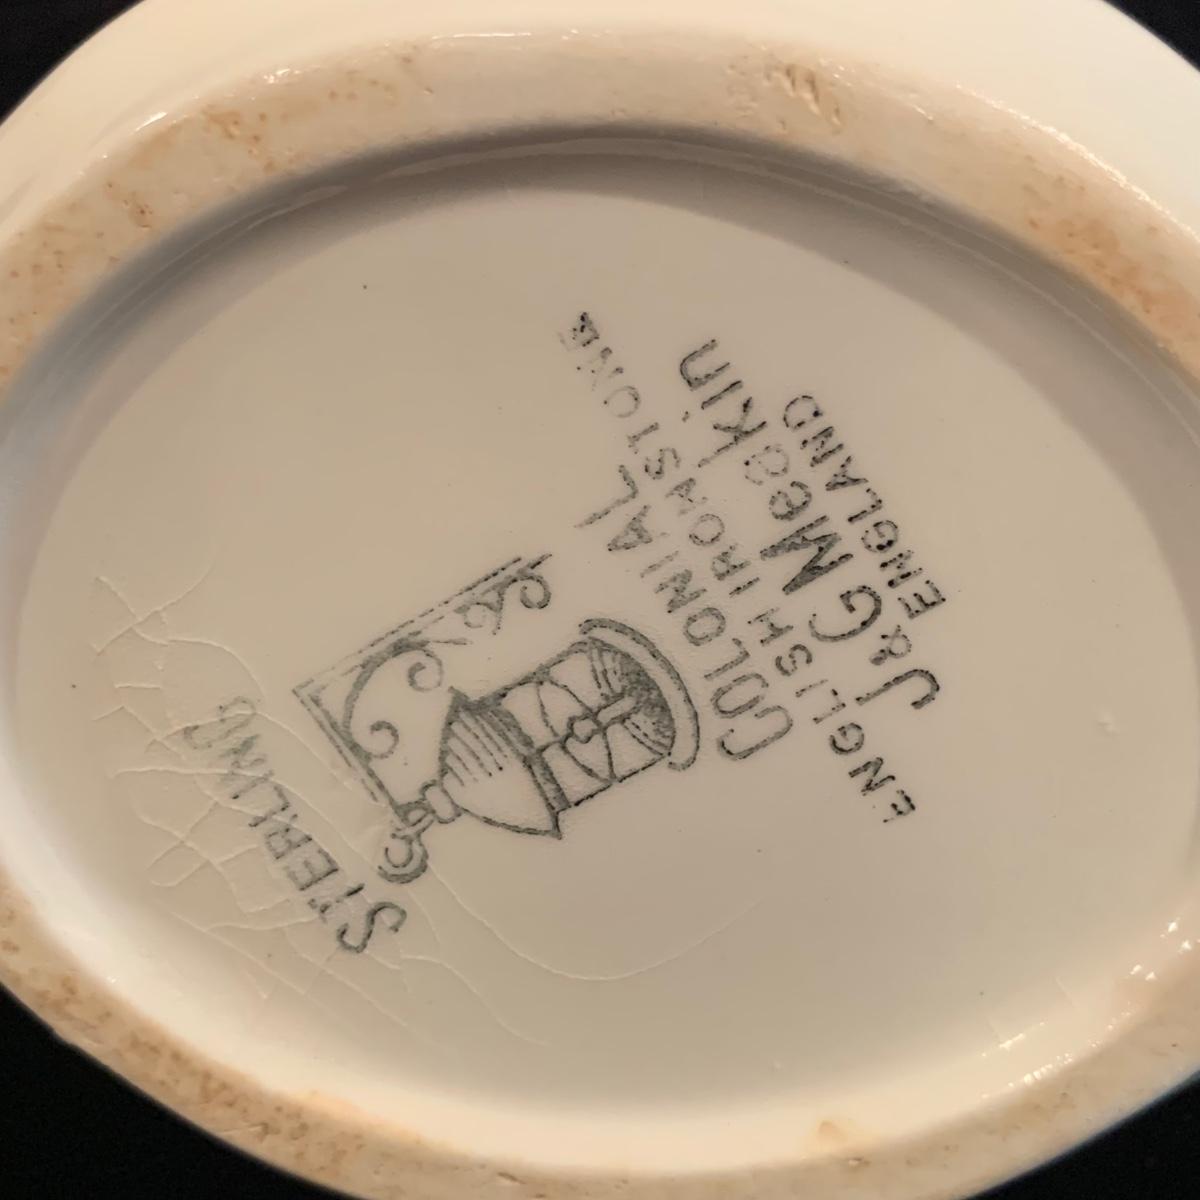 STERLING
COLONIAL
ENGLISH IRONSTONE
J&G Meakin
ENGLAND